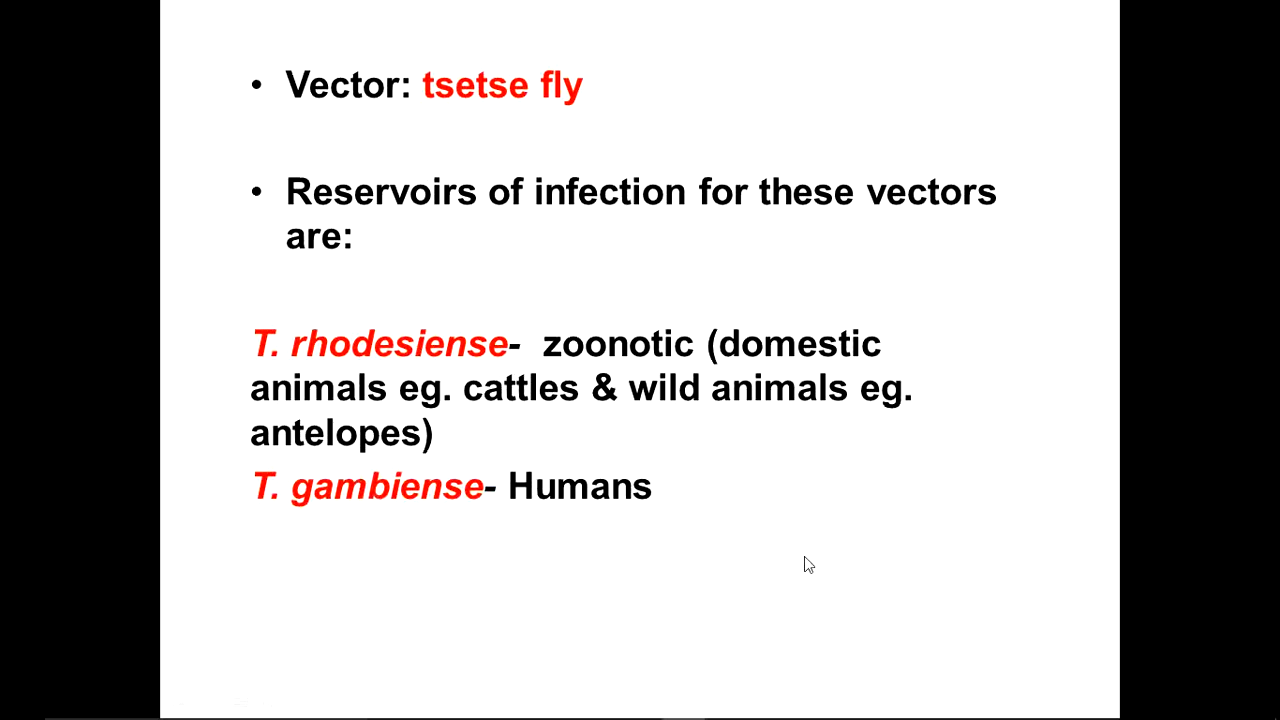 • Vector: tsetse fly
• Reservoirs of infection for these vectors
are:
T. rhodesiense- zoonotic (domestic
animals eg. cattles & wild animals eg.
antelopes)
T. gambiense- Humans